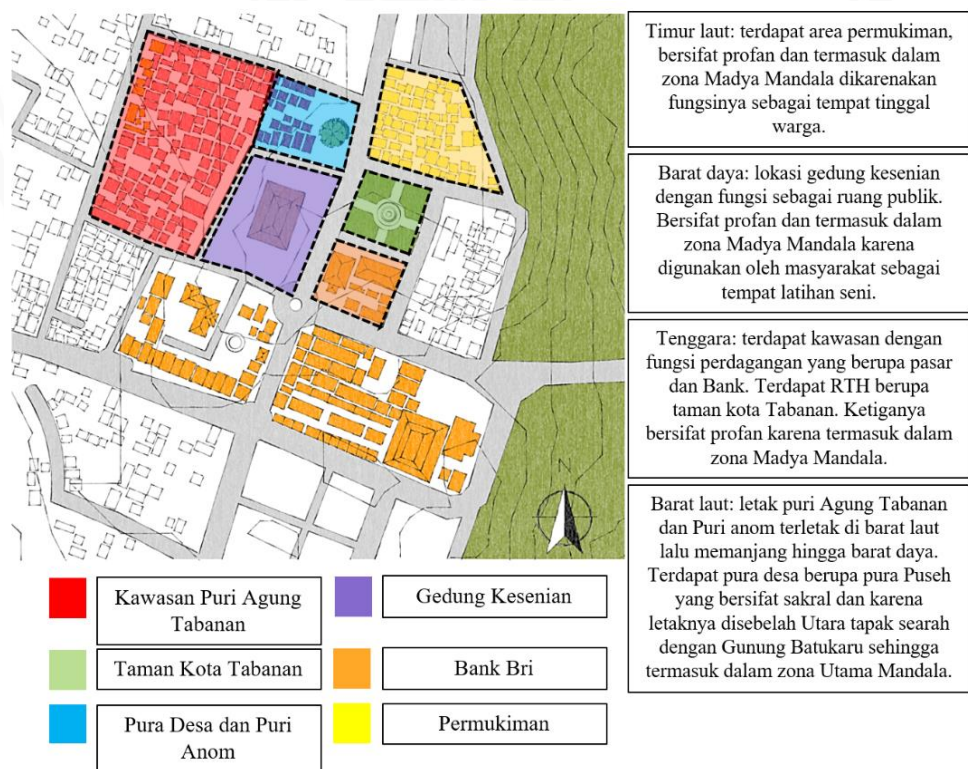 Timur laut: terdapat area permukiman,
bersifat profan dan termasuk dalam
zona Madya Mandala dikarenakan
fungsinya sebagai tempat tinggal
warga.
Barat daya: lokasi gedung kesenian
dengan fungsi sebagai ruang publik.
Bersifat profan dan termasuk dalam
zona Madya Mandala karena
digunakan oleh masyarakat sebagai
tempat latihan seni.
Tenggara: terdapat kawasan dengan
fungsi perdagangan yang berupa pasar
dan Bank. Terdapat RTH berupa
taman kota Tabanan. Ketiganya
bersifat profan karena termasuk dalam
zona Madya Mandala.
Barat laut: letak puri Agung Tabanan
dan Puri anom terletak di barat laut
lalu memanjang hingga barat daya.
Terdapat pura desa berupa pura Puseh
yang bersifat sakral dan karena
letaknya disebelah Utara tapak searah
dengan Gunung Batukaru sehingga
termasuk dalam zona Utama Mandala.
N
Kawasan Puri Agung
Tabanan
Gedung Kesenian
Taman Kota Tabanan
Bank Bri
Pura Desa dan Puri
Anom
Permukiman